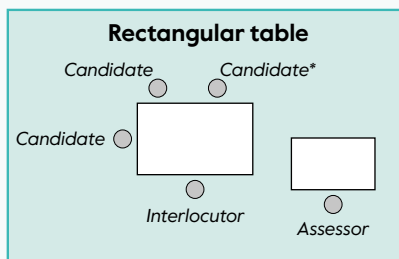 Rectangular table
Candidate Candidate*
Candidate
Interlocutor
Assessor